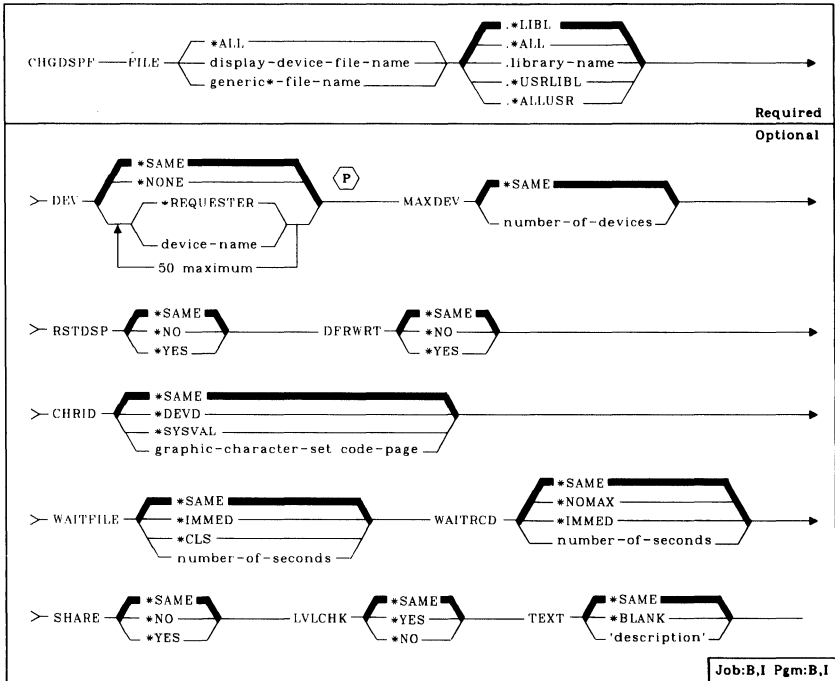 CHGDSPF FILE
*ALL
display-device-file-name
generic*-file-name
.*LIBL
.*ALL
.library-name
.*USRLIBL
.*ALLUSR
Required
Optional
DEV
*SAME
*NONE
*REQUESTER
device-name
50 maximum
P
MAXDEV
*SAME
number-of-devices
RSTDSP
*SAME
*NO
*YES
DFRWRT
*SAME
*NO
*YES
CHRID
*SAME
*DEVD
*SYSVAL
graphic-character-set code-page
WAITFILE
*SAME
*IMMED
*CLS
number-of-seconds
WAITRCD
*SAME
*NOMAX
*IMMED
number-of-seconds
SHARE
*SAME
*NO
*YES
LVLCHK
*SAME
*YES
*NO
TEXT
*SAME
*BLANK
'description'
Job:B,I Pgm:B,I